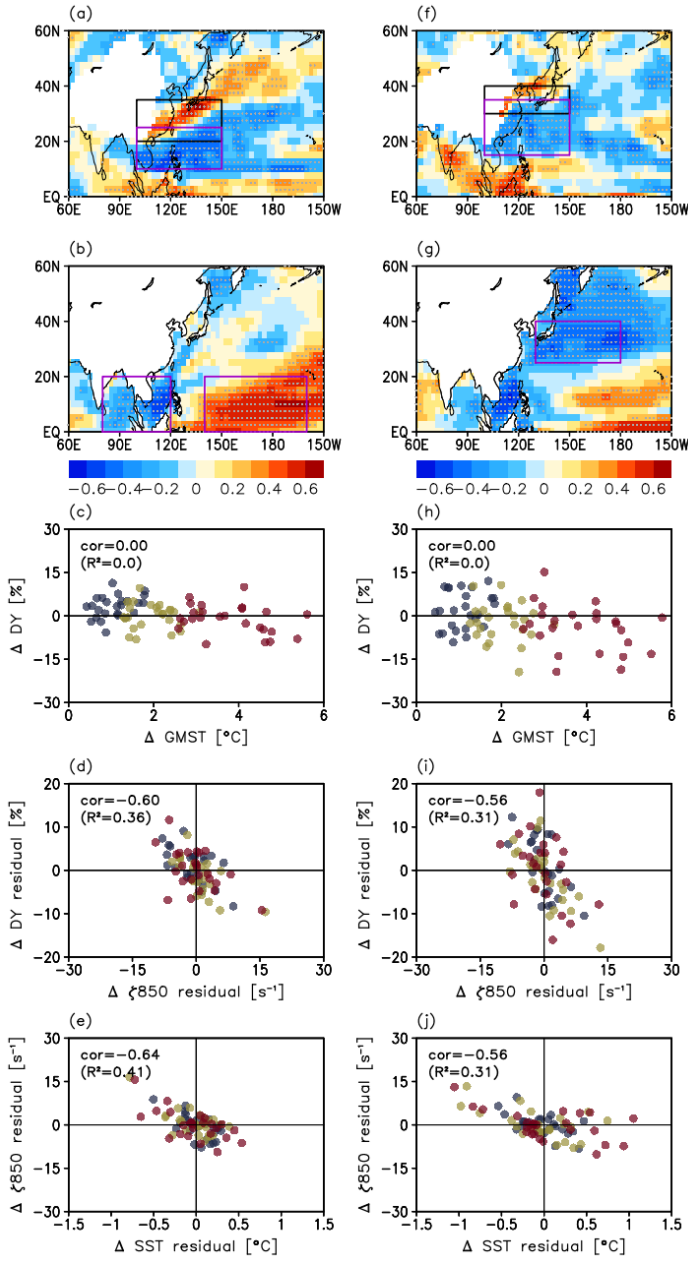 (a)
60N
40N
20N
EQ
60E 90E 120E 150E 180 150W
(f)
60N
40N
20N
EQ
60E 90E 120E 150E 180 150W
(b)
60N
40N
20N
EQ
60E 90E 120E 150E 180 150W
−0.6−0.4−0.2 0 0.2 0.4 0.6
(g)
60N
40N
20N
EQ
60E 90E 120E 150E 180 150W
−0.6−0.4−0.2 0 0.2 0.4 0.6
(c)
cor=0.00
(R²=0.0)
Δ DY [%]
30
15
0
−15
−30
0 2 4 6
Δ GMST [°C]
(h)
cor=0.00
(R²=0.0)
Δ DY [%]
30
15
0
−15
−30
0 2 4 6
Δ GMST [°C]
(d)
cor=−0.60
(R²=0.36)
Δ DY residual [%]
20
10
0
−10
−20
−30 −15 0 15 30
Δ ζ850 residual [s⁻¹]
(i)
cor=−0.56
(R²=0.31)
Δ DY residual [%]
20
10
0
−10
−20
−30 −15 0 15 30
Δ ζ850 residual [s⁻¹]
(e)
cor=−0.64
(R²=0.41)
Δ ζ850 residual [s⁻¹]
30
15
0
−15
−30
−1.5 −1 −0.5 0 0.5 1 1.5
Δ SST residual [°C]
(j)
cor=−0.56
(R²=0.31)
Δ ζ850 residual [s⁻¹]
30
15
0
−15
−30
−1.5 −1 −0.5 0 0.5 1 1.5
Δ SST residual [°C]